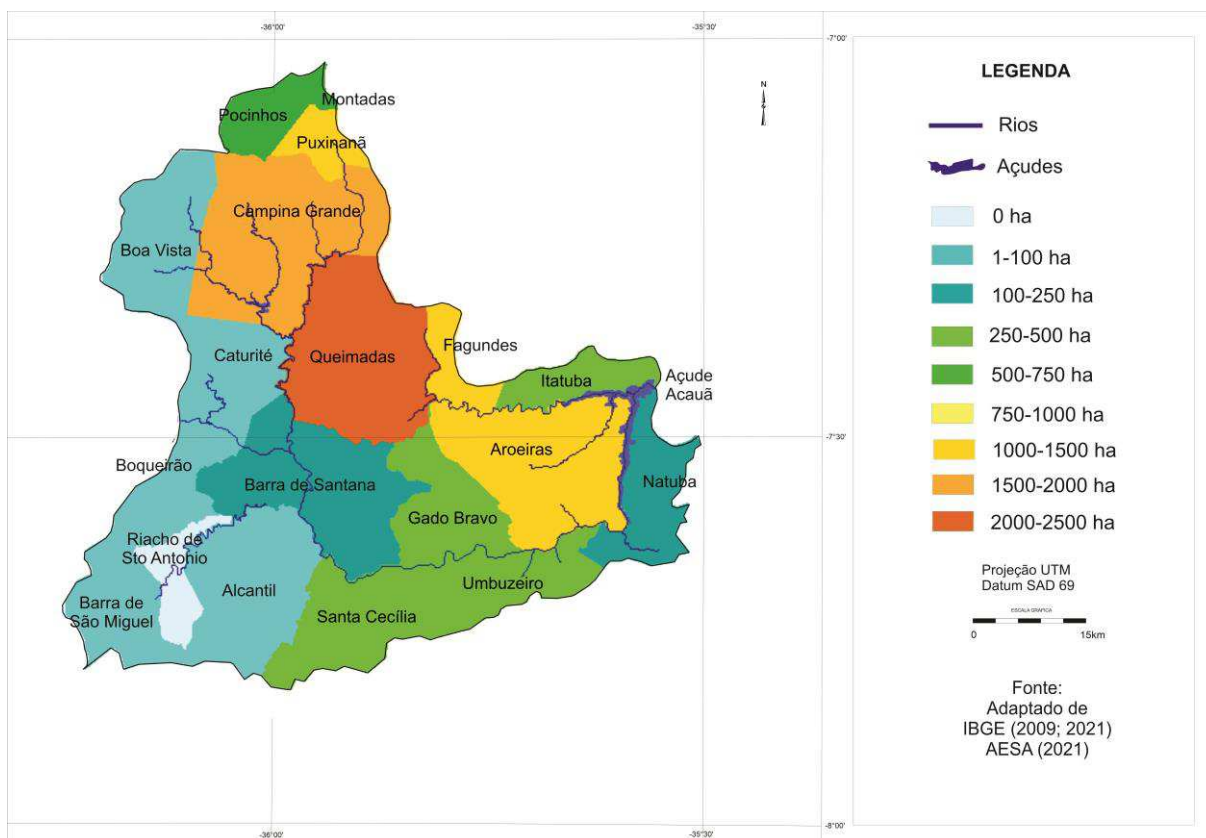 -36°00'
-35°30'
-7°00'
Montadas
Pocinhos
Puxinanã
N
Campina Grande
Boa Vista
Fagundes
Caturité
Queimadas
Itatuba
Açude
Acauã
-7°30'
Aroeiras
Boqueirão
Barra de Santana
Natuba
Gado Bravo
Riacho de
Sto Antonio
Umbuzeiro
Alcantil
Barra de
São Miguel
Santa Cecília
-8°00'
-36°00'
-35°30'
LEGENDA
Rios
Açudes
0 ha
1-100 ha
100-250 ha
250-500 ha
500-750 ha
750-1000 ha
1000-1500 ha
1500-2000 ha
2000-2500 ha
Projeção UTM
Datum SAD 69
ESCALA GRÁFICA
0 15km
Fonte:
Adaptado de
IBGE (2009; 2021)
AESA (2021)